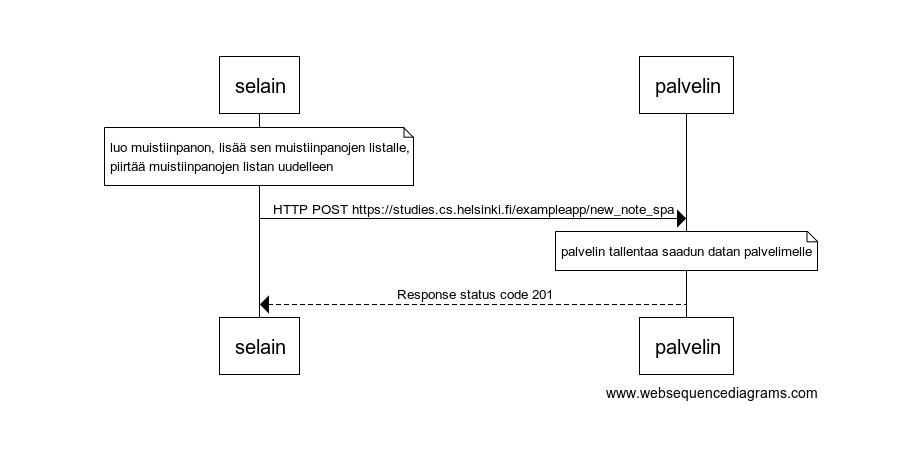 selain
palvelin
luo muistiinpanon, lisää sen muistiinpanojen listalle,
piirtää muistiinpanojen listan uudelleen
HTTP POST https://studies.cs.helsinki.fi/exampleapp/new_note_spa
palvelin tallentaa saadun datan palvelimelle
Response status code 201
selain
palvelin
www.websequencediagrams.com